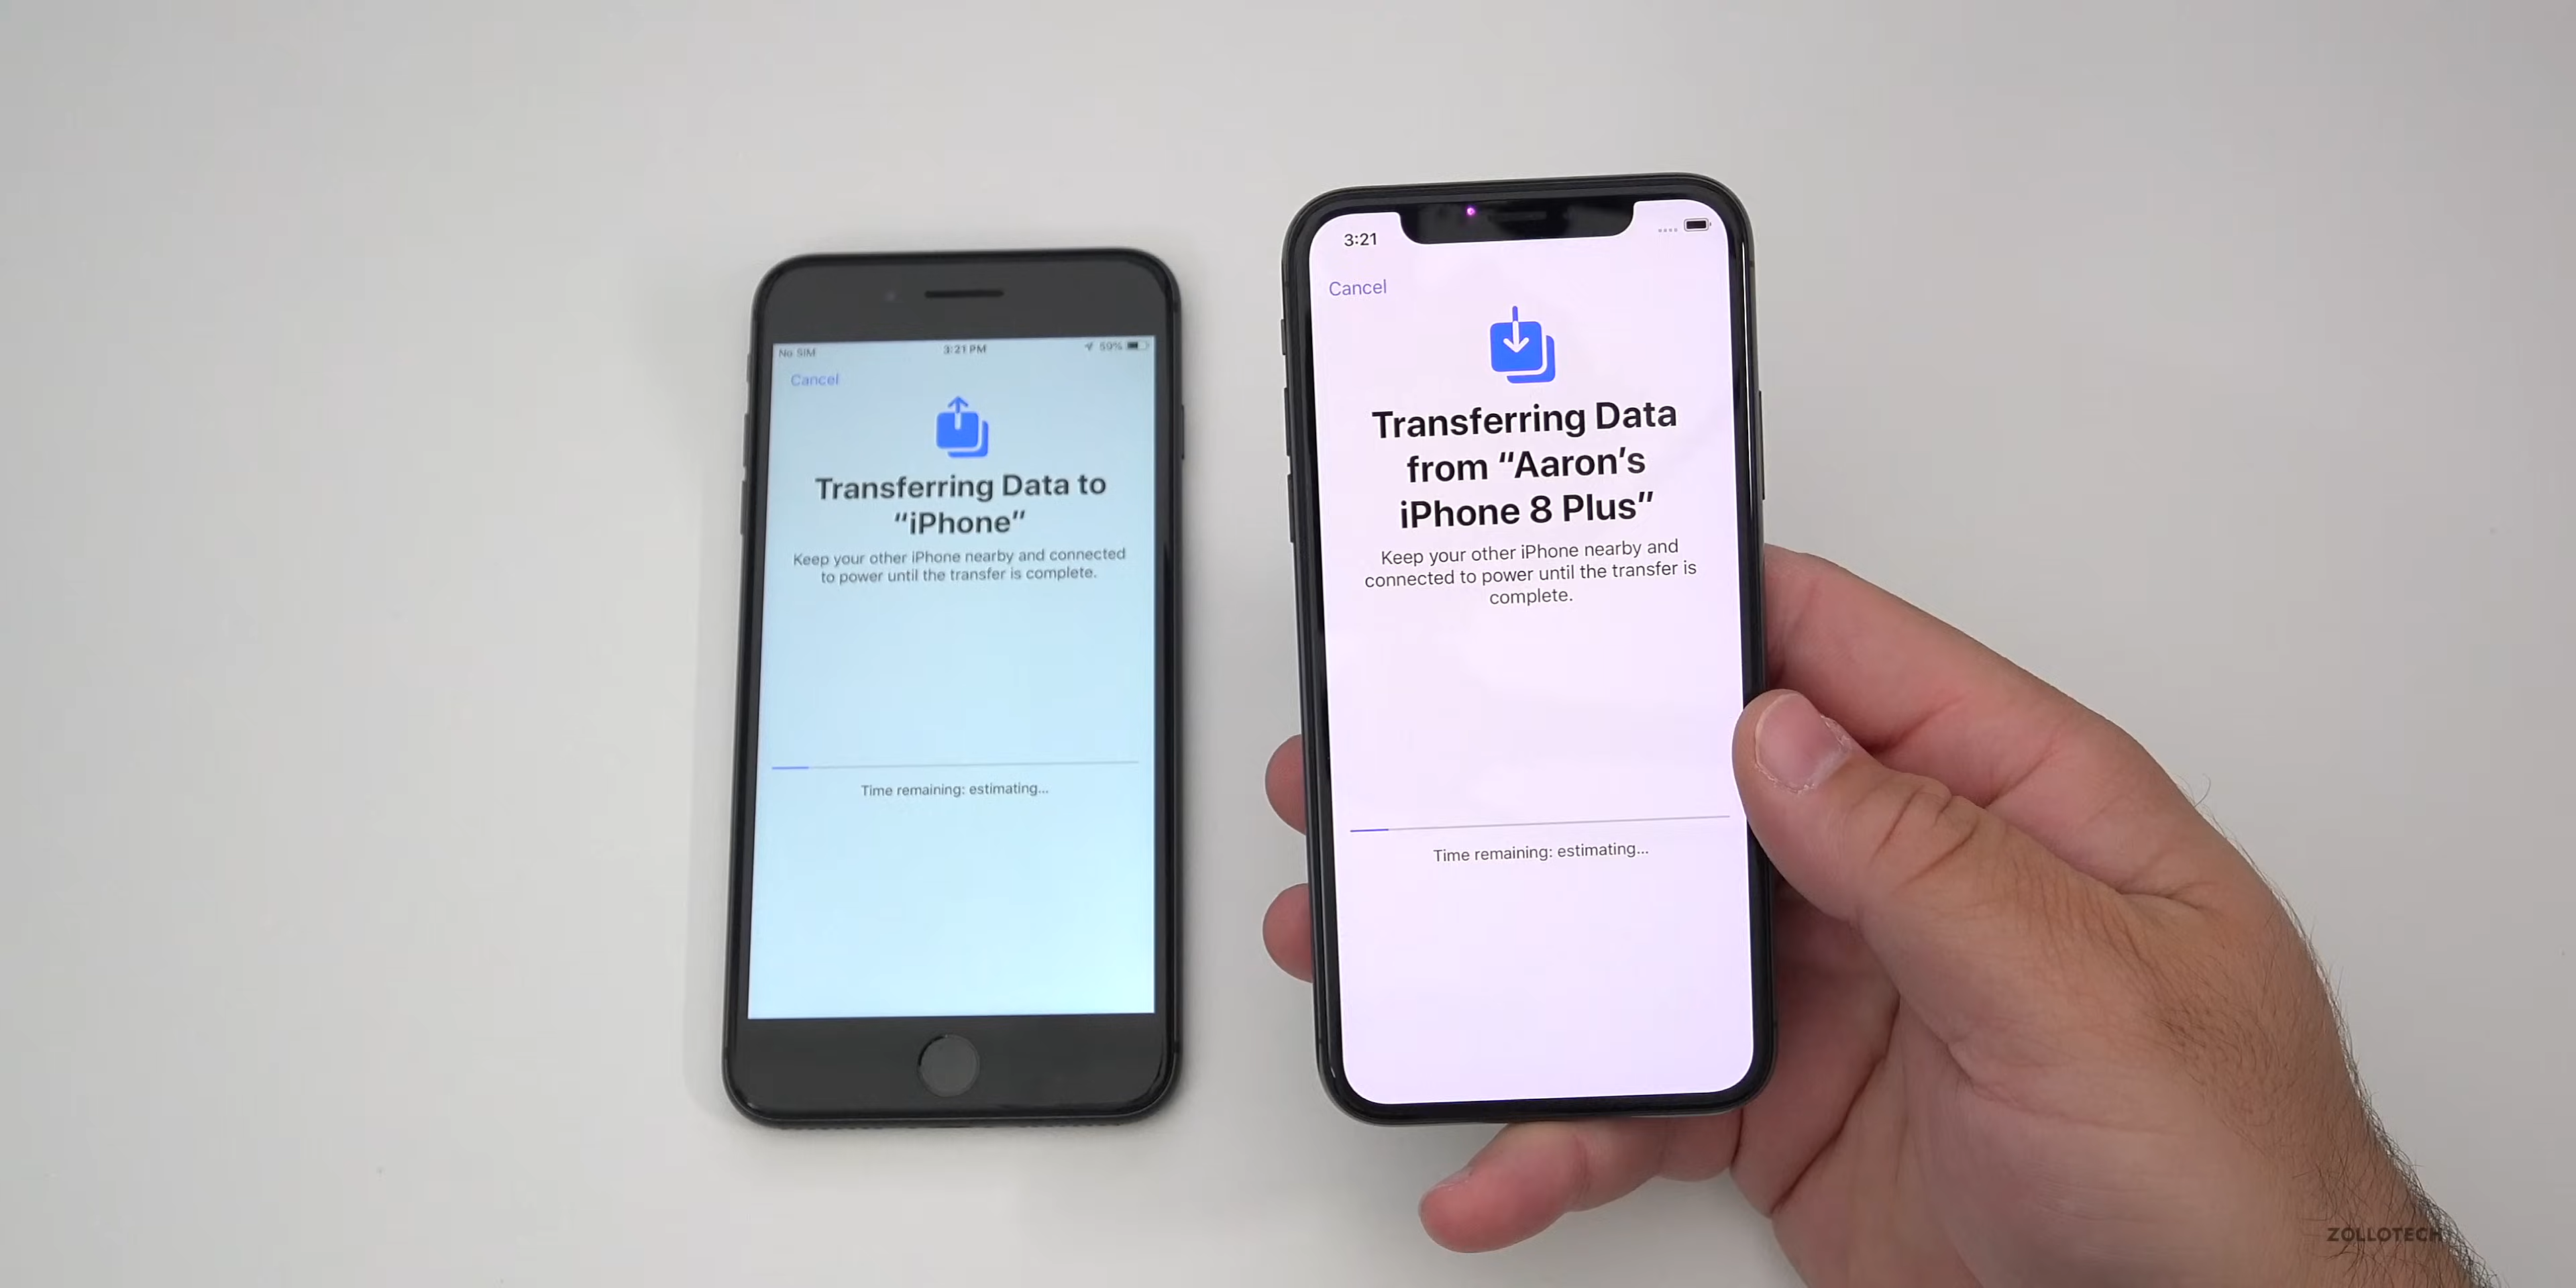 No SIM 3:21 PM 59%
Cancel
Transferring Data to
“iPhone”
Keep your other iPhone nearby and connected
to power until the transfer is complete.
Time remaining: estimating...
3:21
Cancel
Transferring Data
from “Aaron’s
iPhone 8 Plus”
Keep your other iPhone nearby and
connected to power until the transfer is
complete.
Time remaining: estimating...
ZOLLOTECH